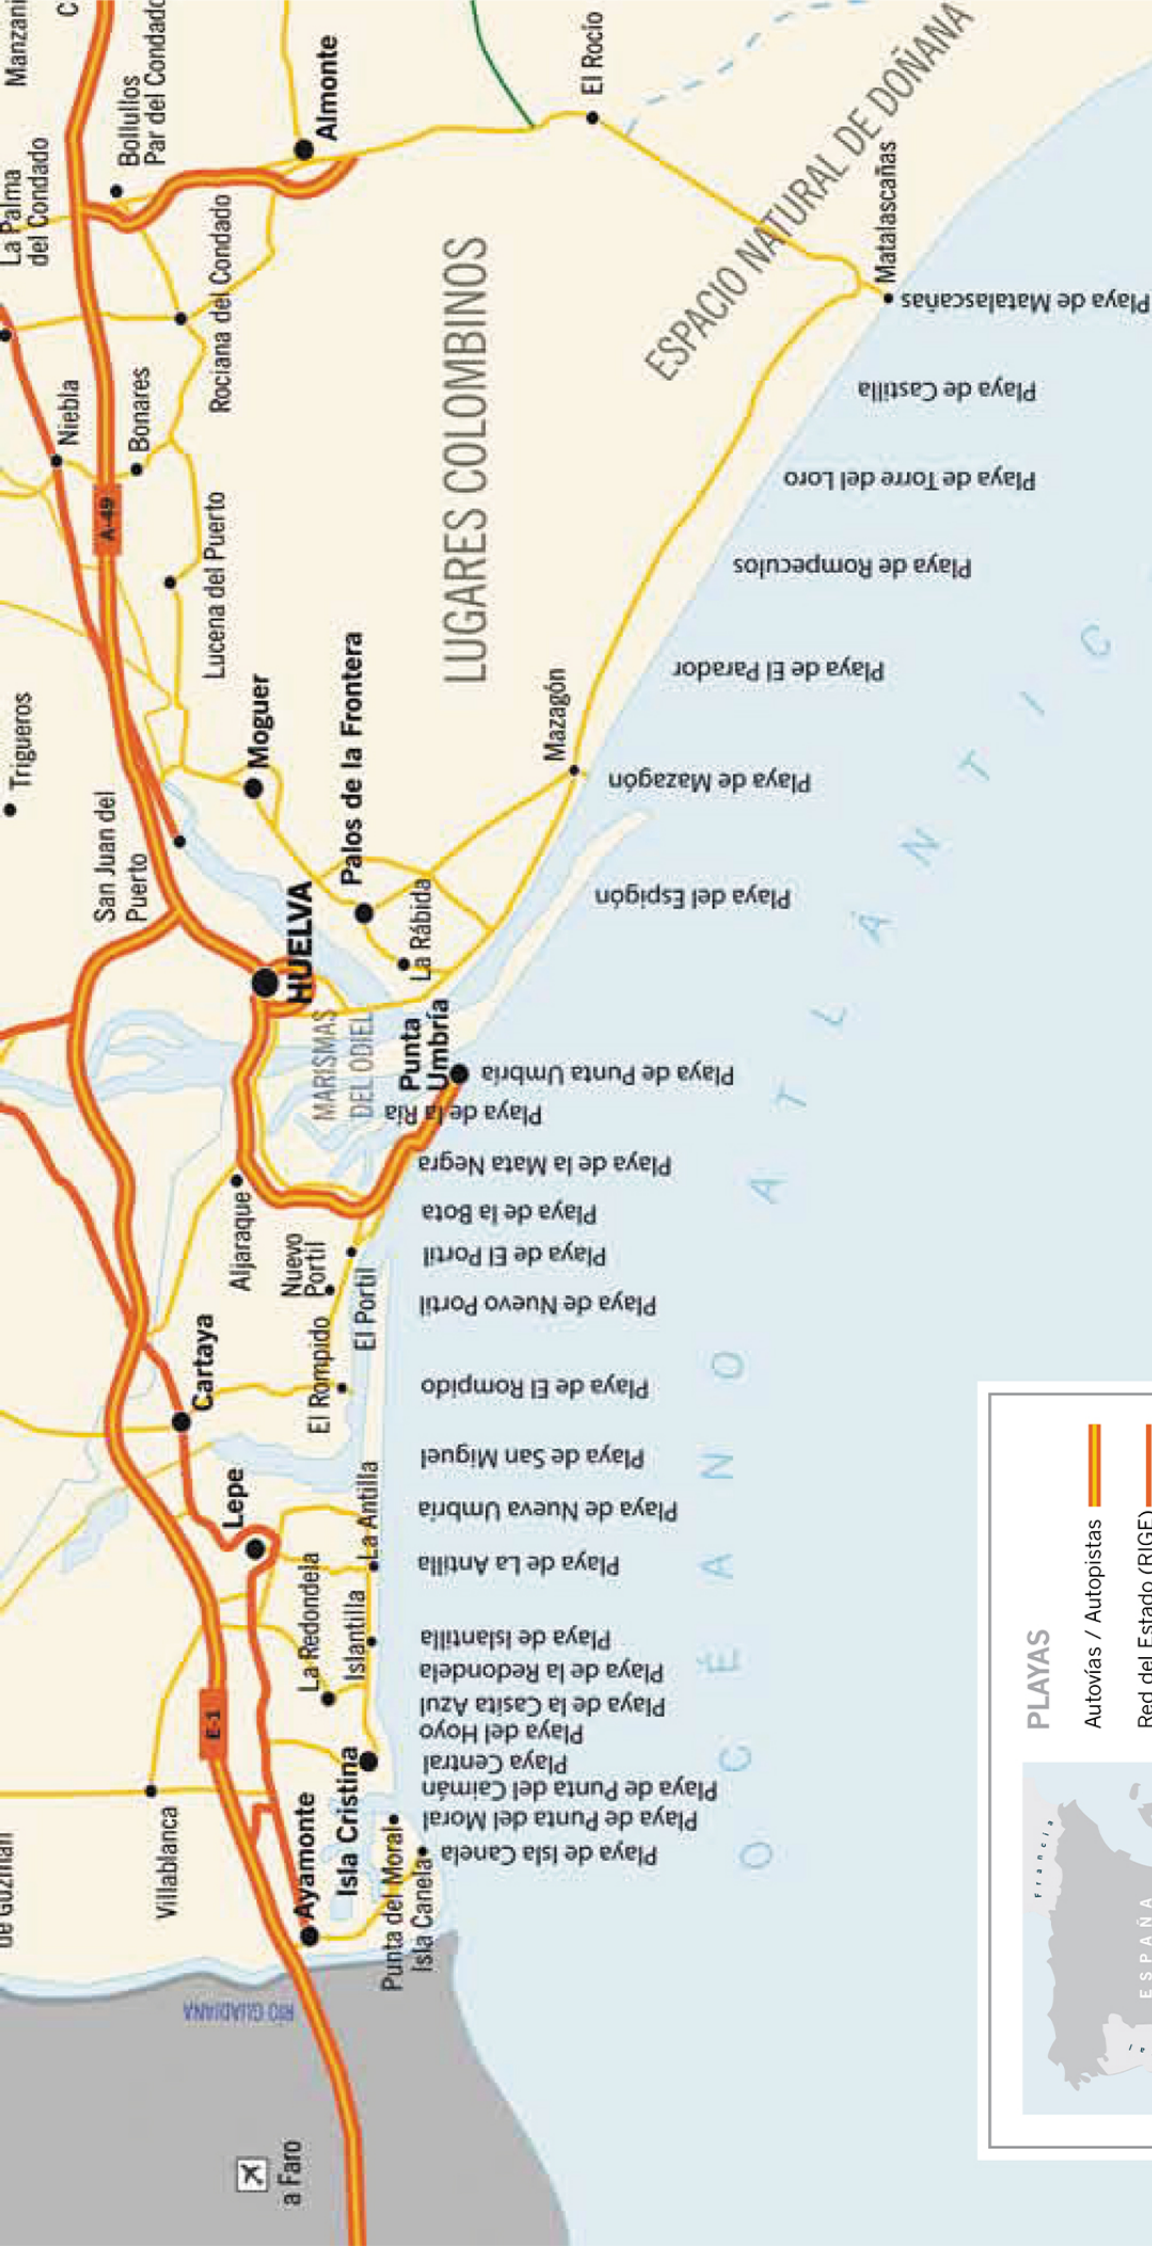 Manzani
C
La Palma
del Condado
Bollullos
Par del Condado
Almonte
El Rocío
Niebla
Bonares
Rociana del Condado
A-49
Lucena del Puerto
Trigueros
San Juan del
Puerto
Moguer
Palos de la Frontera
La Rábida
HUELVA
Mazagón
Matalascañas
LUGARES COLOMBINOS
ESPACIO NATURAL DE DOÑANA
MARISMAS
DEL ODIEL
Punta
Umbría
Aljaraque
Nuevo
Portil
El Portil
El Rompido
Cartaya
Lepe
La Antilla
La Redondela
Islantilla
Isla Cristina
E-1
Villablanca
de Guzmán
Ayamonte
Punta del Moral
Isla Canela
RÍO GUADIANA
a Faro
Playa de Isla Canela
Playa de Punta del Moral
Playa de Punta del Caimán
Playa Central
Playa del Hoyo
Playa de la Casita Azul
Playa de la Redondela
Playa de Islantilla
Playa de La Antilla
Playa de Nueva Umbría
Playa de San Miguel
Playa de El Rompido
Playa de Nuevo Portil
Playa de El Portil
Playa de la Bota
Playa de la Mata Negra
Playa de la Ría
Playa de Punta Umbría
Playa del Espigón
Playa de Mazagón
Playa de El Parador
Playa de Rompeculos
Playa de Torre del Loro
Playa de Castilla
Playa de Matalascañas
OCÉANO ATLÁNTIC
PLAYAS
Autovías / Autopistas
Red del Estado (RIGE)
Francia
ESPAÑA